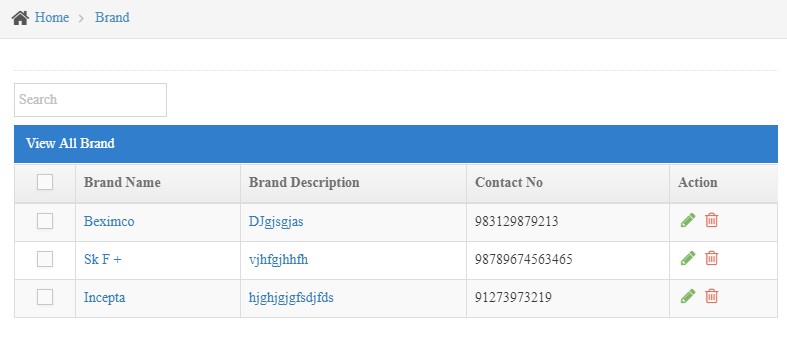 Home > Brand
Search
View All Brand
Brand Name Brand Description Contact No Action
Beximco DJgjsgjas 983129879213
Sk F + vjhfgjhhfh 98789674563465
Incepta hjghjgjgfsdjfds 91273973219